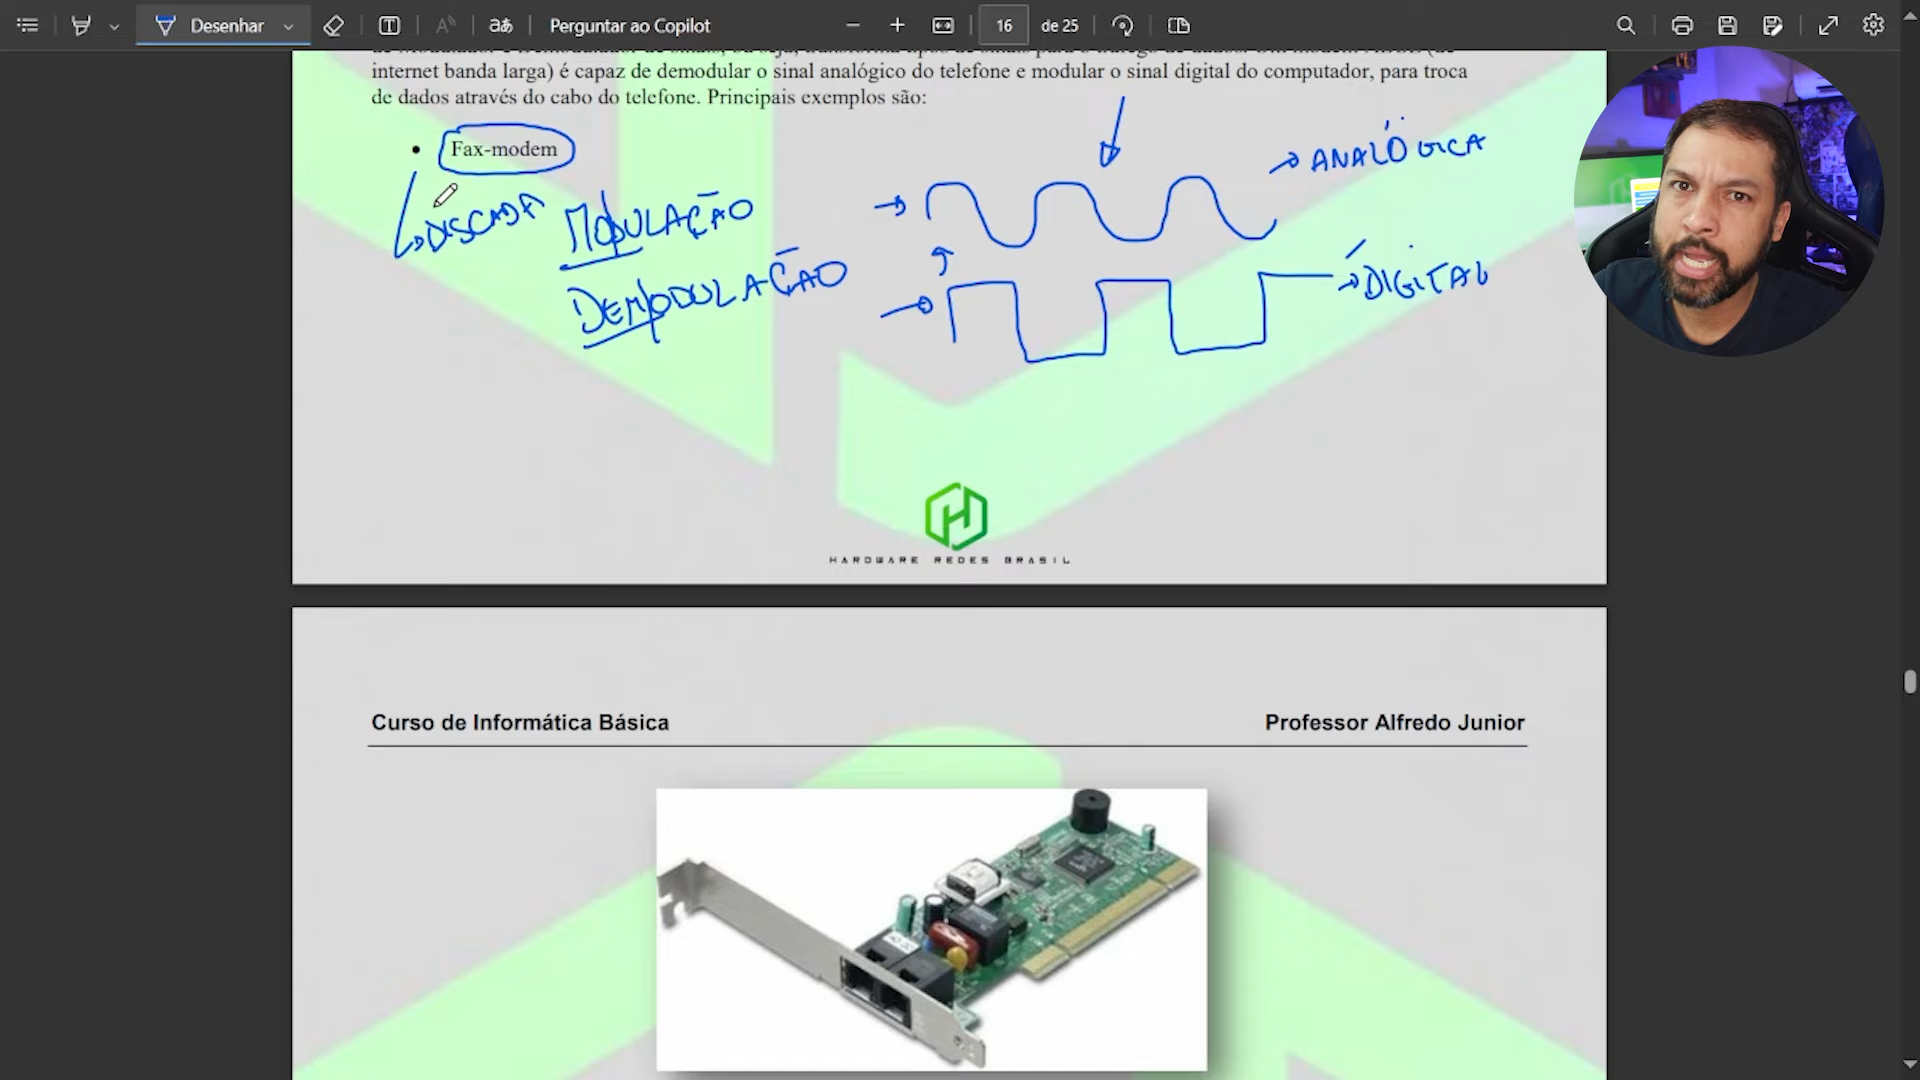 Desenhar
Perguntar ao Copilot
16 de 25
internet banda larga) é capaz de demodular o sinal analógico do telefone e modular o sinal digital do computador, para troca
de dados através do cabo do telefone. Principais exemplos são:
• Fax-modem
DISCADA
MODULAÇÃO
DEMODULAÇÃO
ANALÓGICA
DIGITAL
HARDWARE REDES BRASIL
Curso de Informática Básica
Professor Alfredo Junior